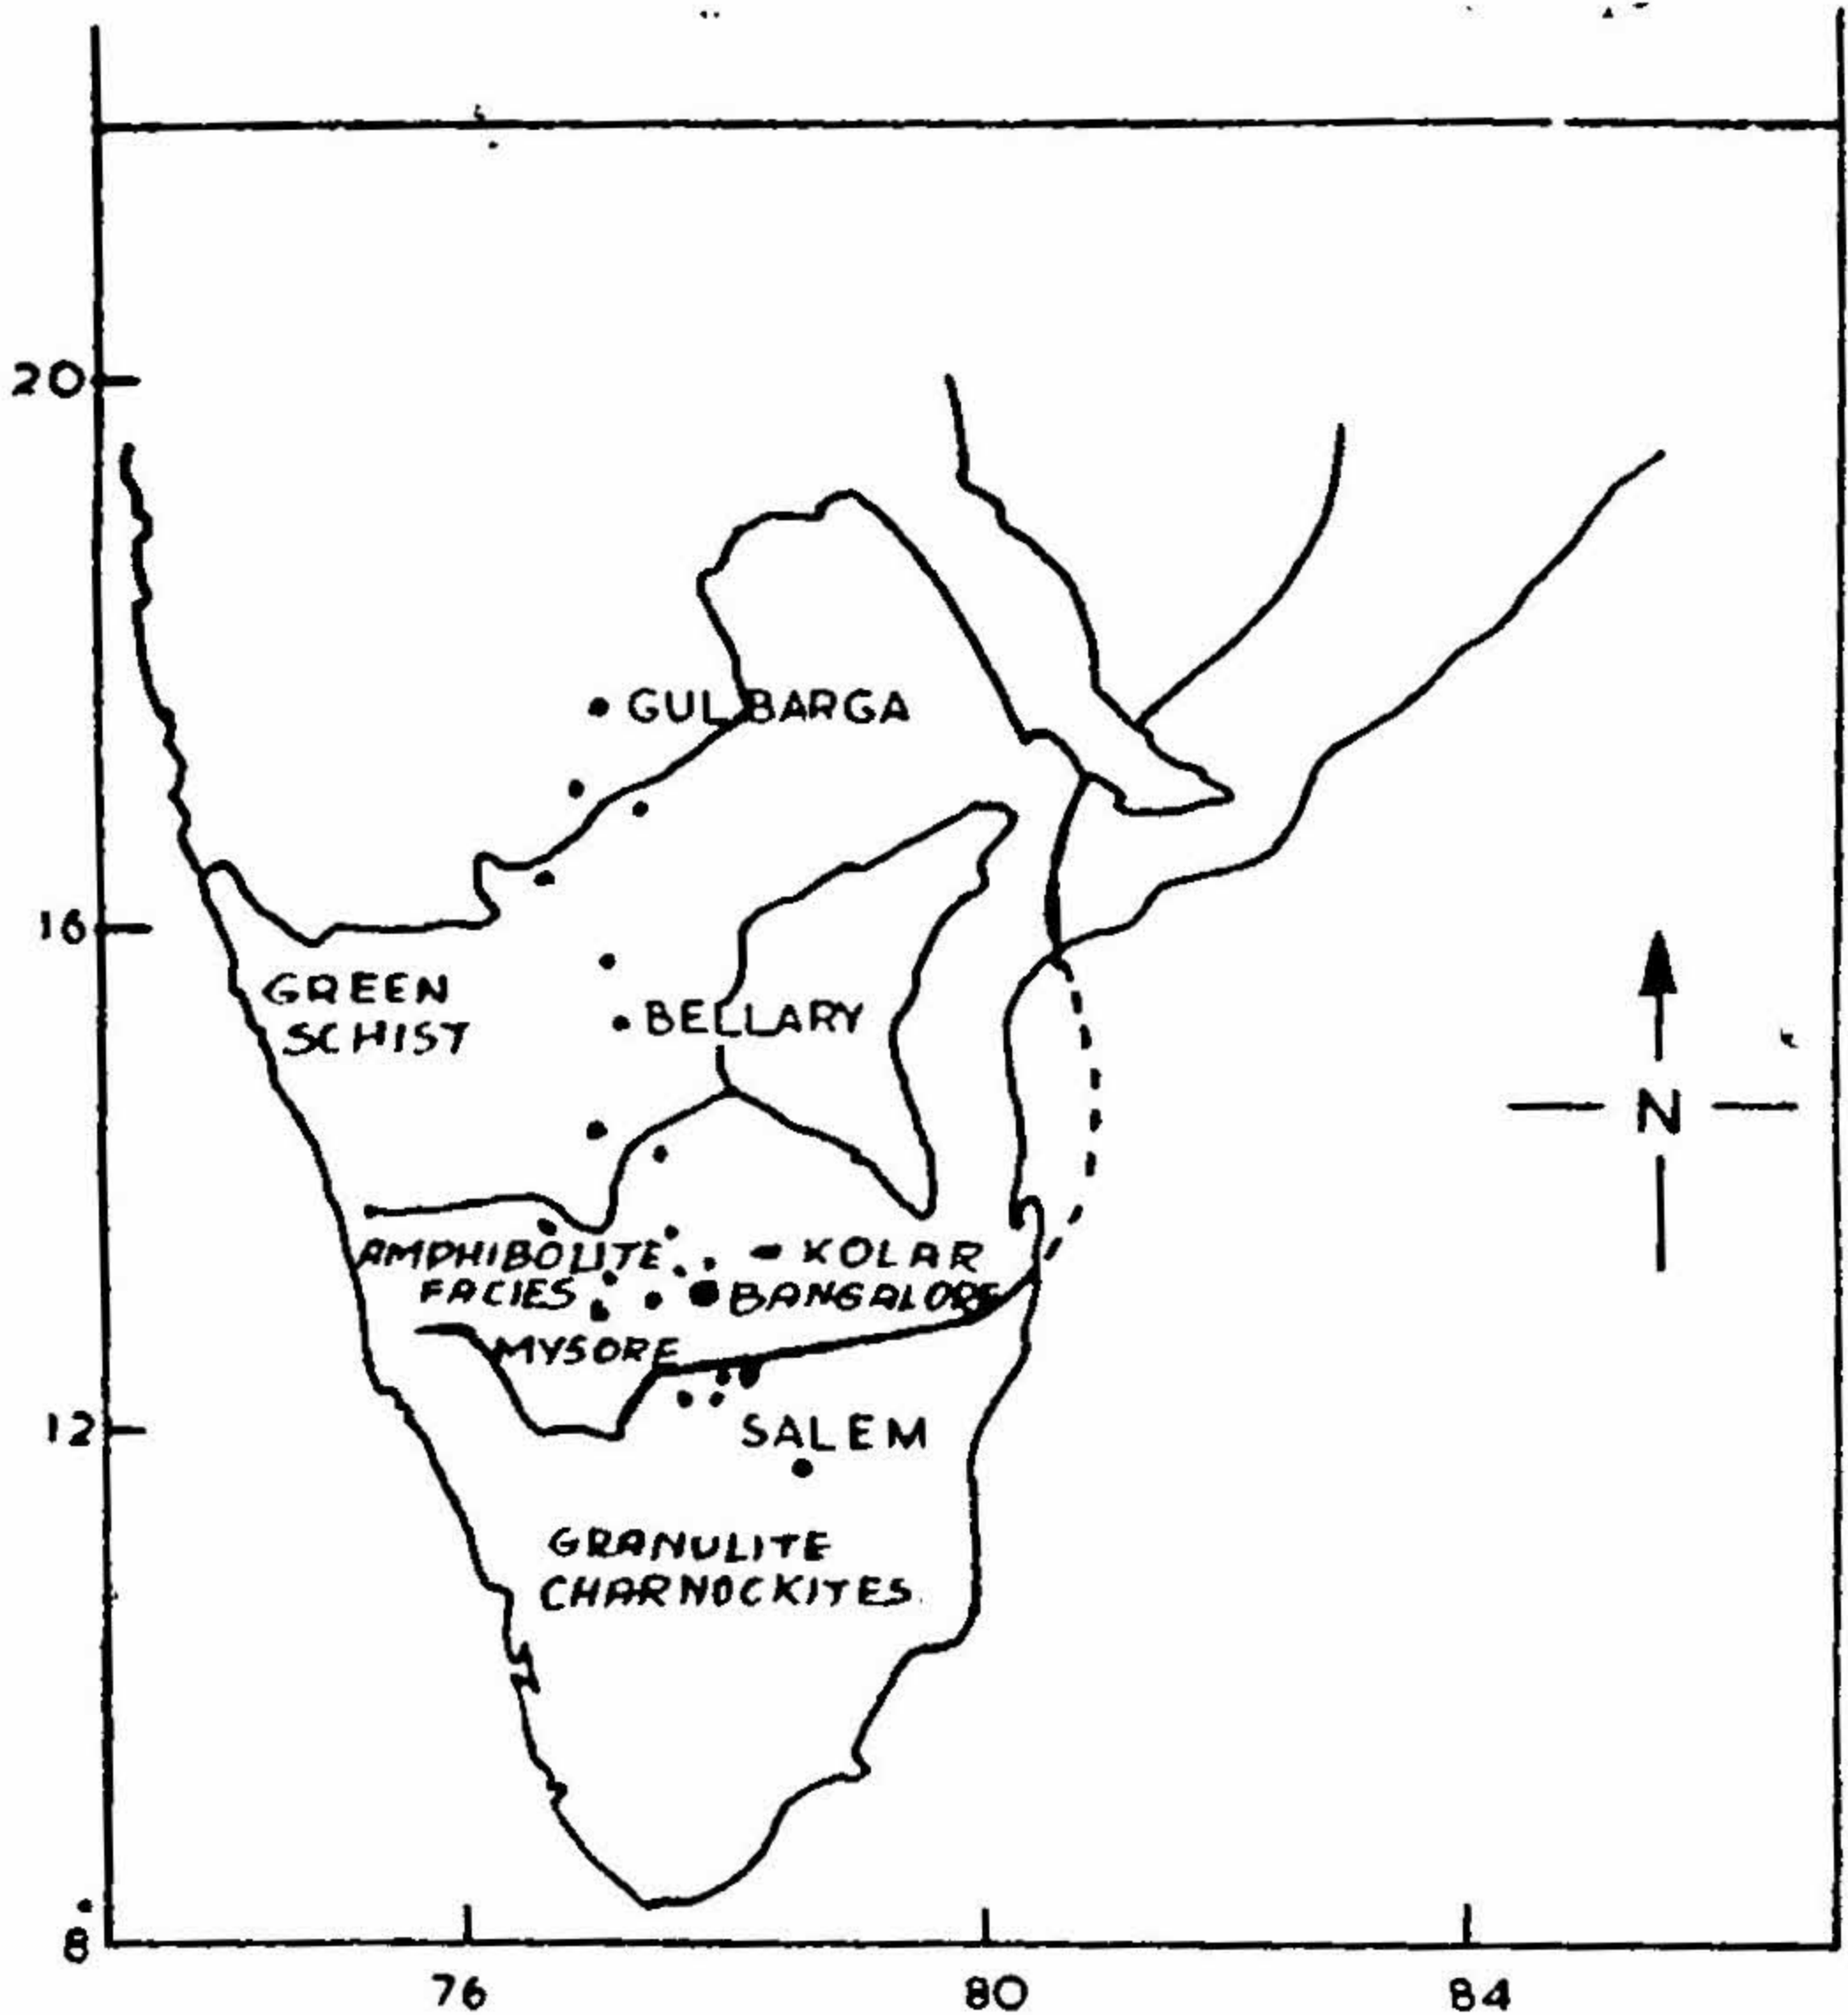 20
GULBARGA
16
GREEN
SCHIST
BELLARY
N
AMPHIBOLITE
FACIES
KOLAR
BANGALORE
MYSORE
12
SALEM
GRANULITE
CHARNOCKITES
8
76 80 84